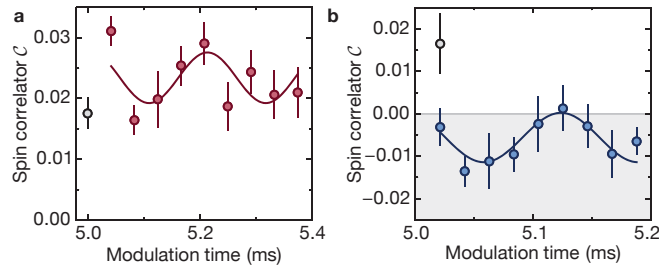 a
0.03
0.02
0.01
0.00
Spin correlator C
5.0
5.2
5.4
Modulation time (ms)
b
0.02
0.01
0.00
−0.01
−0.02
Spin correlator C
5.0
5.1
5.2
Modulation time (ms)